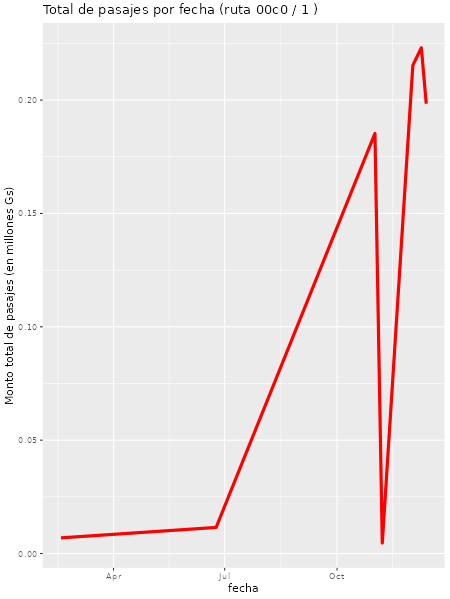 Total de pasajes por fecha (ruta 00c0 / 1 )
Monto total de pasajes (en millones Gs)
0.20
0.15
0.10
0.05
0.00
Apr Jul Oct
fecha